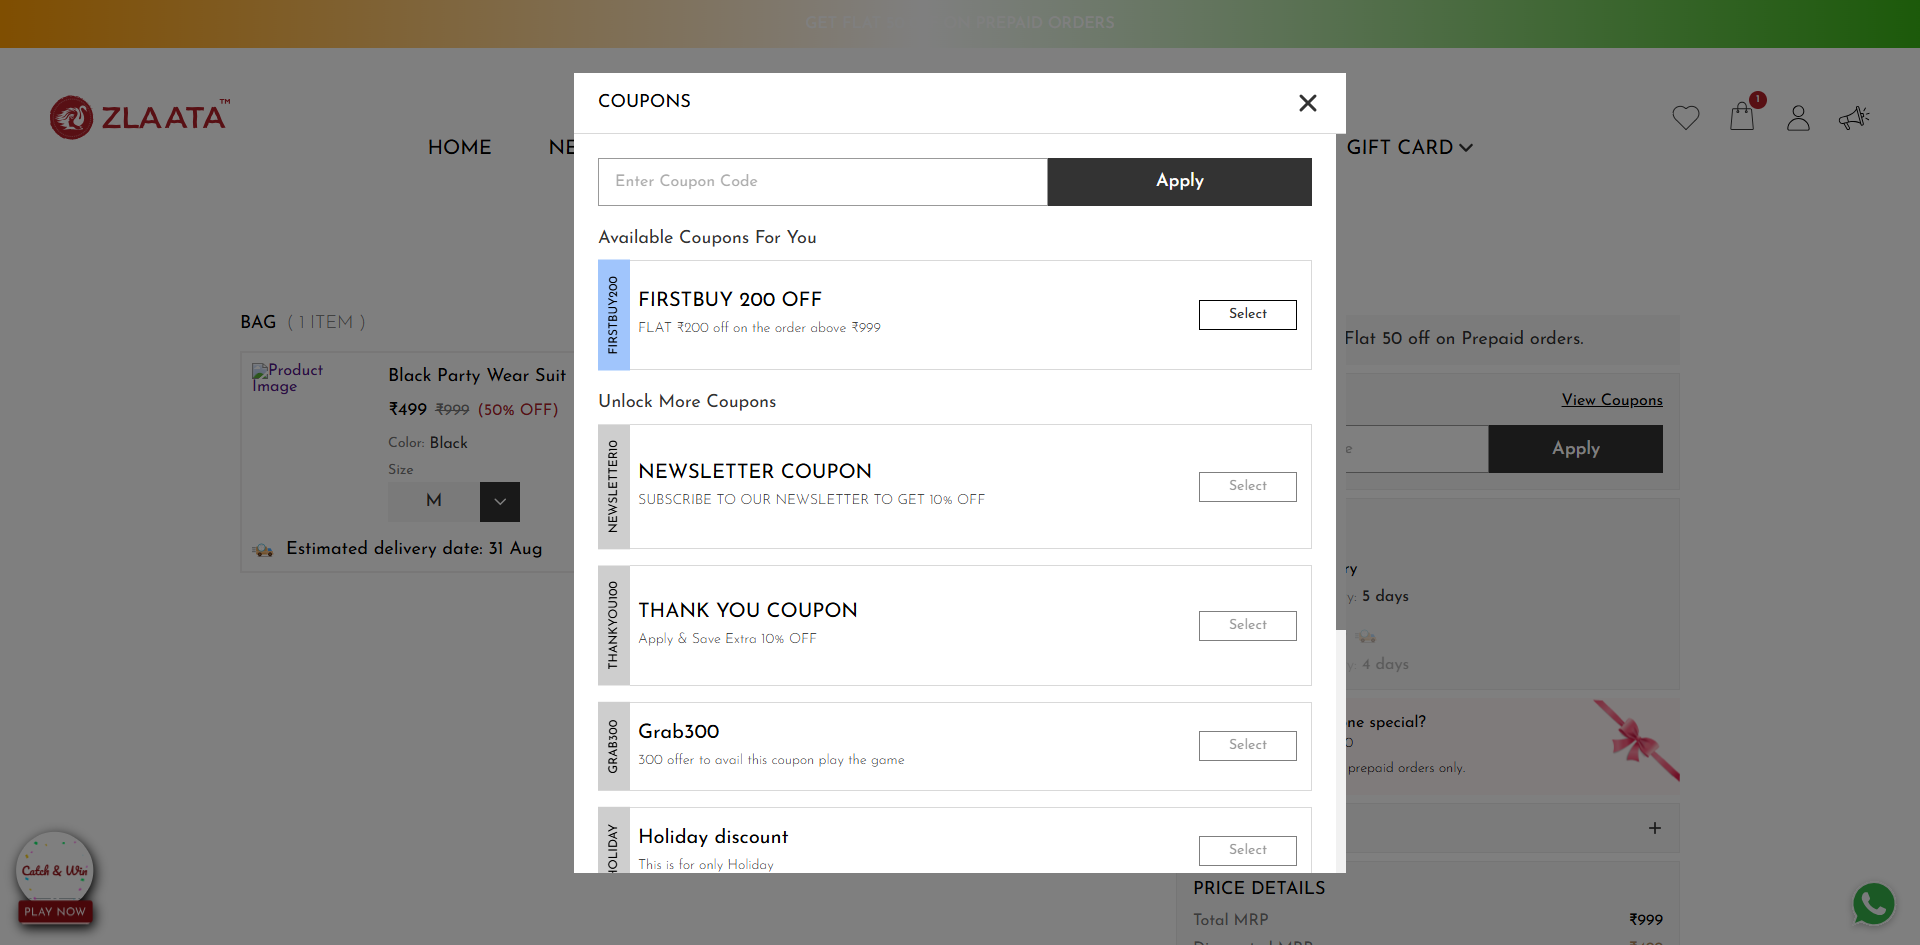 GET FLAT ON PREPAID ORDERS
ZLAATA™
HOME
NE
GIFT CARD
1
COUPONS
Enter Coupon Code
Apply
Available Coupons For You
FIRSTBUY200
FIRSTBUY 200 OFF
FLAT ₹200 off on the order above ₹999
Select
Unlock More Coupons
NEWSLETTER10
NEWSLETTER COUPON
SUBSCRIBE TO OUR NEWSLETTER TO GET 10% OFF
Select
THANKYOU100
THANK YOU COUPON
Apply & Save Extra 10% OFF
Select
GRAB300
Grab300
300 offer to avail this coupon play the game
Select
HOLIDAY
Holiday discount
This is for only Holiday
Select
BAG ( 1 ITEM )
Product Image
Black Party Wear Suit
₹499 ₹999 (50% OFF)
Color: Black
Size
M
Estimated delivery date: 31 Aug
Flat 50 off on Prepaid orders.
View Coupons
e
Apply
ry
y: 5 days
y: 4 days
ne special?
0
prepaid orders only.
+
PRICE DETAILS
Total MRP ₹999
Catch & Win
PLAY NOW